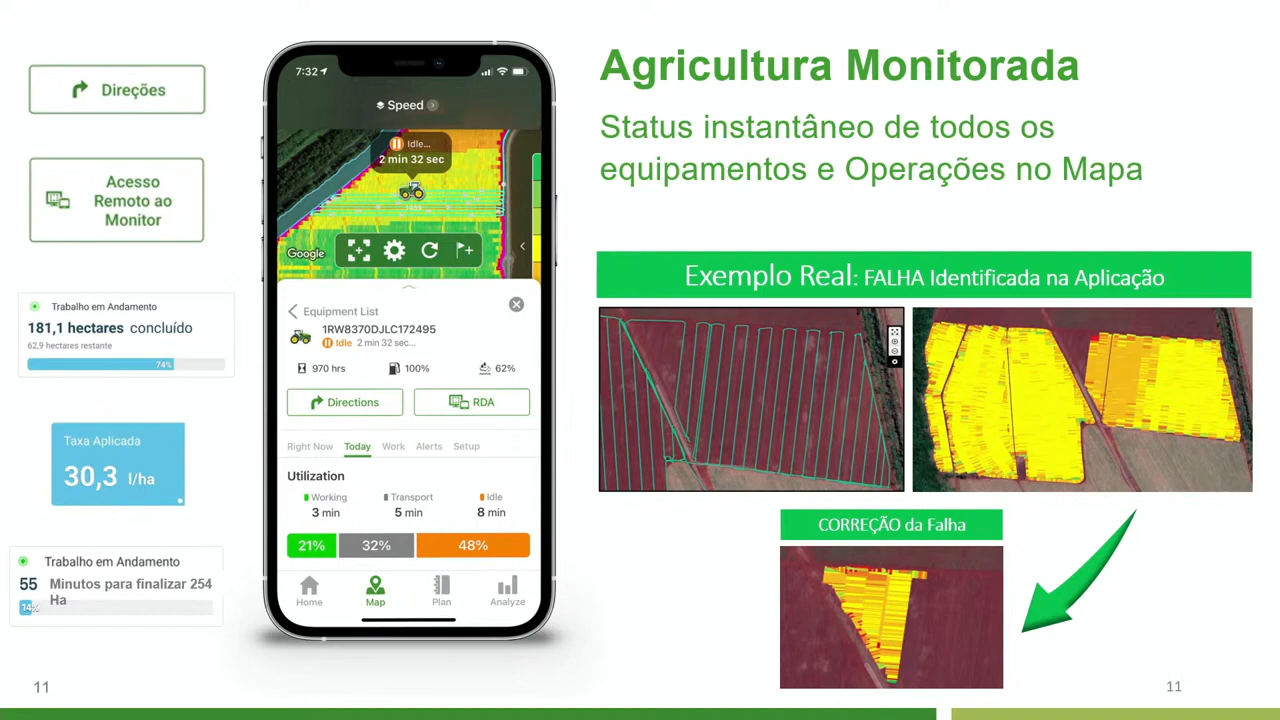 Agricultura Monitorada
Status instantâneo de todos os
equipamentos e Operações no Mapa
Direções
Acesso
Remoto ao
Monitor
Trabalho em Andamento
181,1 hectares concluído
62,9 hectares restante
74%
Taxa Aplicada
30,3 l/ha
Trabalho em Andamento
55 Minutos para finalizar 254
Ha
14%
7:32
Speed
Idle...
2 min 32 sec
Google
Equipment List
1RW8370DJLC172495
Idle 2 min 32 sec...
970 hrs 100% 62%
Directions RDA
Right Now Today Work Alerts Setup
Utilization
Working Transport Idle
3 min 5 min 8 min
21% 32% 48%
Home Map Plan Analyze
Exemplo Real: FALHA Identificada na Aplicação
CORREÇÃO da Falha
11
11